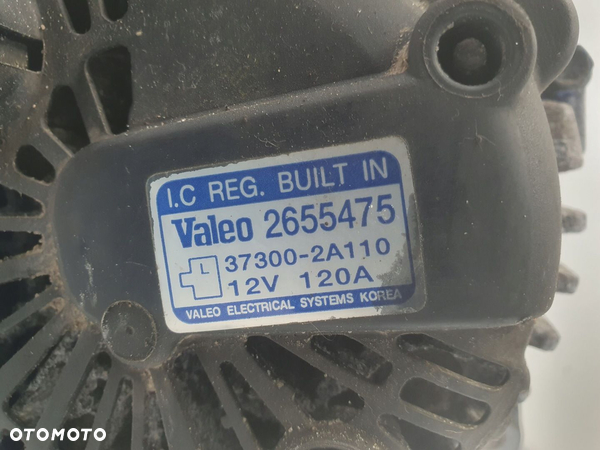 I.C REG. BUILT IN
Valeo 2655475
37300-2A110
12V 120A
VALEO ELECTRICAL SYSTEMS KOREA
OTOMOTO